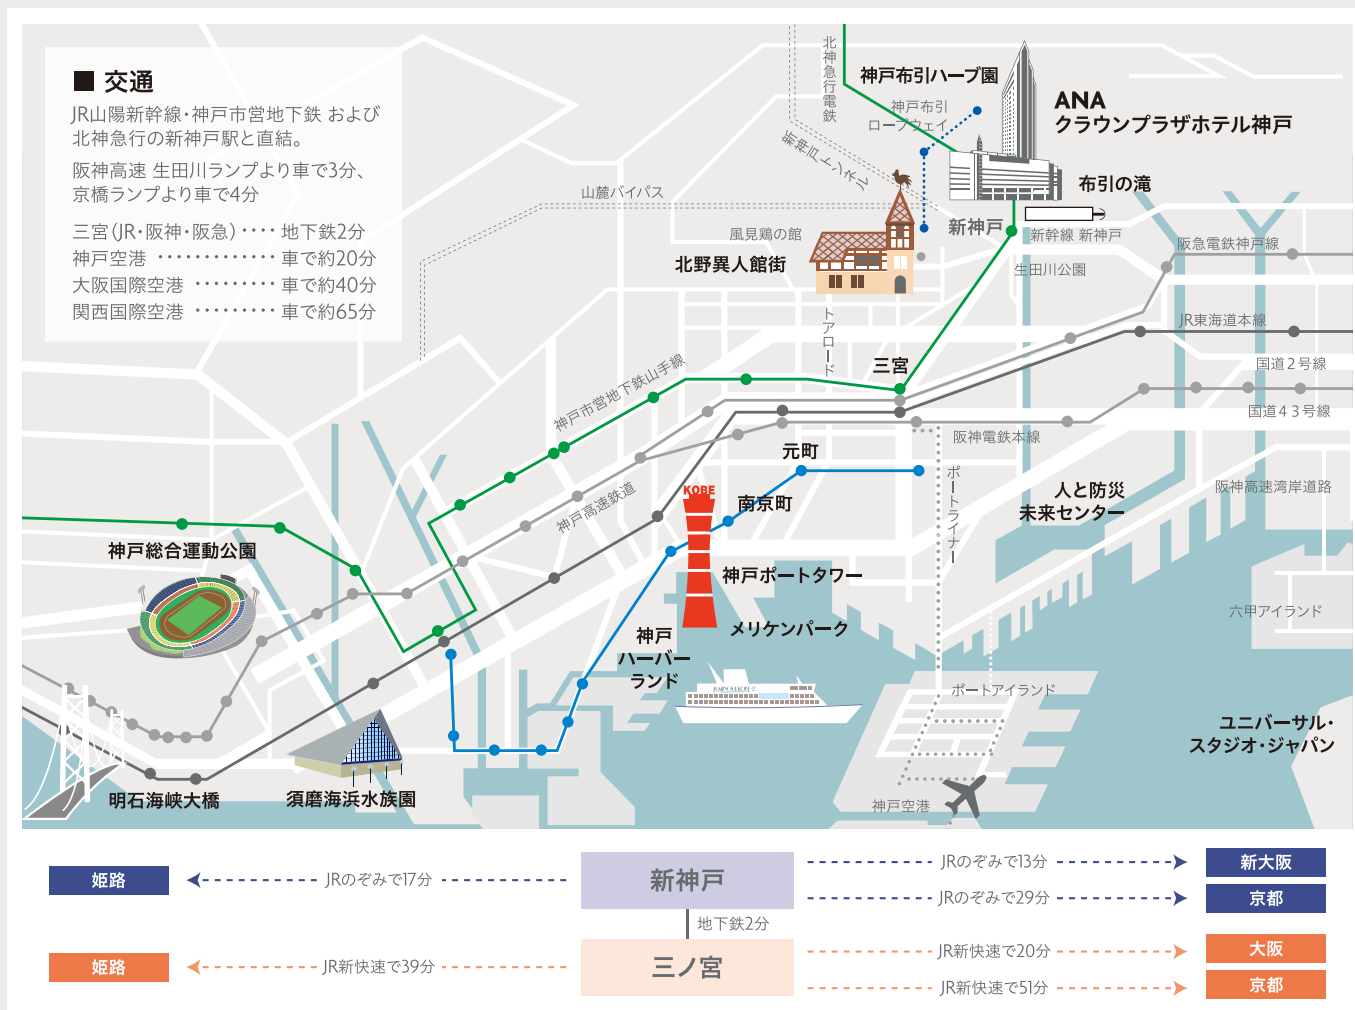 ■ 交通
JR山陽新幹線・神戸市営地下鉄 および
北神急行の新神戸駅と直結。
阪神高速 生田川ランプより車で3分、
京橋ランプより車で4分
三宮（JR・阪神・阪急）・・・・ 地下鉄2分
神戸空港 ・・・・・・・・・・・・ 車で約20分
大阪国際空港 ・・・・・・・・・ 車で約40分
関西国際空港 ・・・・・・・・・ 車で約65分
北神急行電鉄
神戸布引ハーブ園
神戸布引
ロープウェイ
ANA
クラウンプラザホテル神戸
新神戸トンネル
山麓バイパス
布引の滝
風見鶏の館
新神戸
新幹線 新神戸
北野異人館街
生田川公園
阪急電鉄神戸線
トアロード
JR東海道本線
三宮
国道2号線
神戸市営地下鉄山手線
国道43号線
阪神電鉄本線
元町
ポートライナー
KOBE
南京町
人と防災
未来センター
阪神高速湾岸道路
神戸高速鉄道
神戸総合運動公園
神戸ポートタワー
六甲アイランド
メリケンパーク
神戸
ハーバー
ランド
ポートアイランド
ユニバーサル・
スタジオ・ジャパン
明石海峡大橋
須磨海浜水族園
神戸空港
姫路
JRのぞみで17分
新神戸
JRのぞみで13分
新大阪
JRのぞみで29分
京都
地下鉄2分
姫路
JR新快速で39分
三ノ宮
JR新快速で20分
大阪
JR新快速で51分
京都